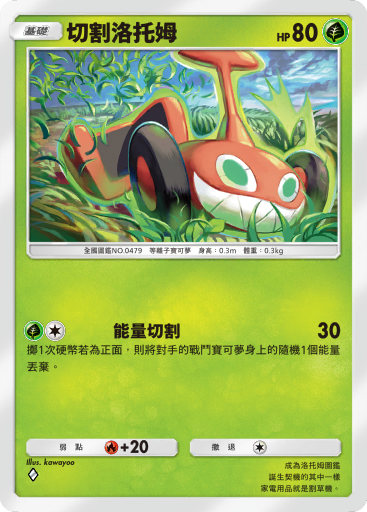 基礎 切割洛托姆 HP 80
全國圖鑑NO.0479 等離子寶可夢 身高：0.3m 體重：0.3kg
能量切割 30
擲1次硬幣若為正面，則將對手的戰鬥寶可夢身上的隨機1個能量
丟棄。
弱點 +20 撤退
Illus. kawayoo
成為洛托姆圖鑑
誕生契機的其中一樣
家電用品就是割草機。